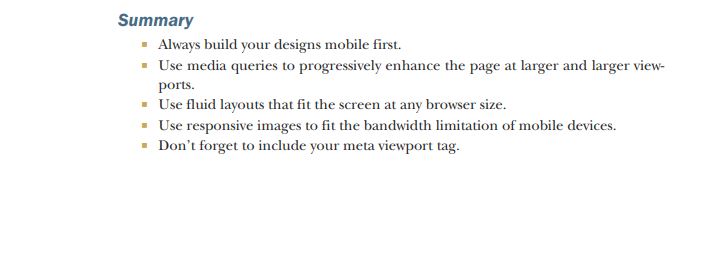 Summary
▪ Always build your designs mobile first.
▪ Use media queries to progressively enhance the page at larger and larger view-
ports.
▪ Use fluid layouts that fit the screen at any browser size.
▪ Use responsive images to fit the bandwidth limitation of mobile devices.
▪ Don’t forget to include your meta viewport tag.